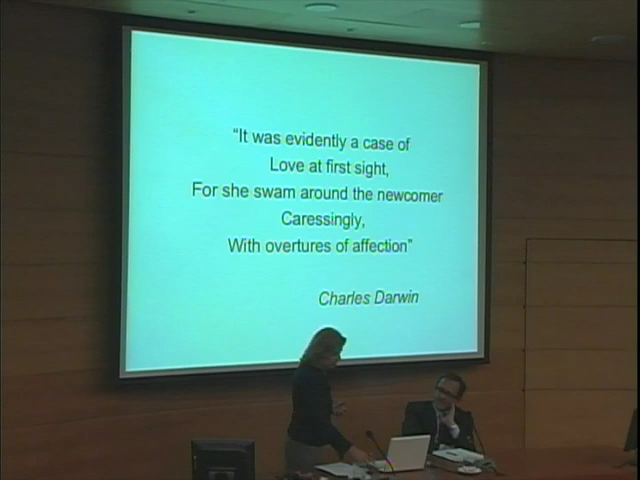 “It was evidently a case of
Love at first sight,
For she swam around the newcomer
Caressingly,
With overtures of affection”
Charles Darwin